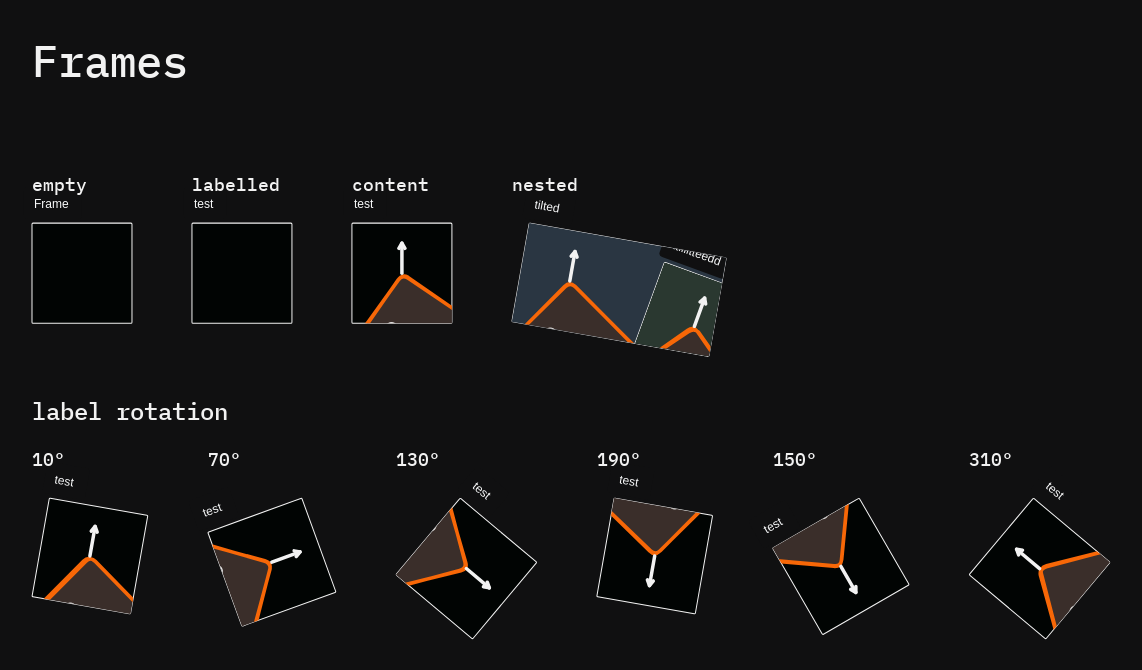 Frames
empty labelled content nested
Frame test test tilted
label rotation
10° 70° 130° 190° 150° 310°
test test test test test test